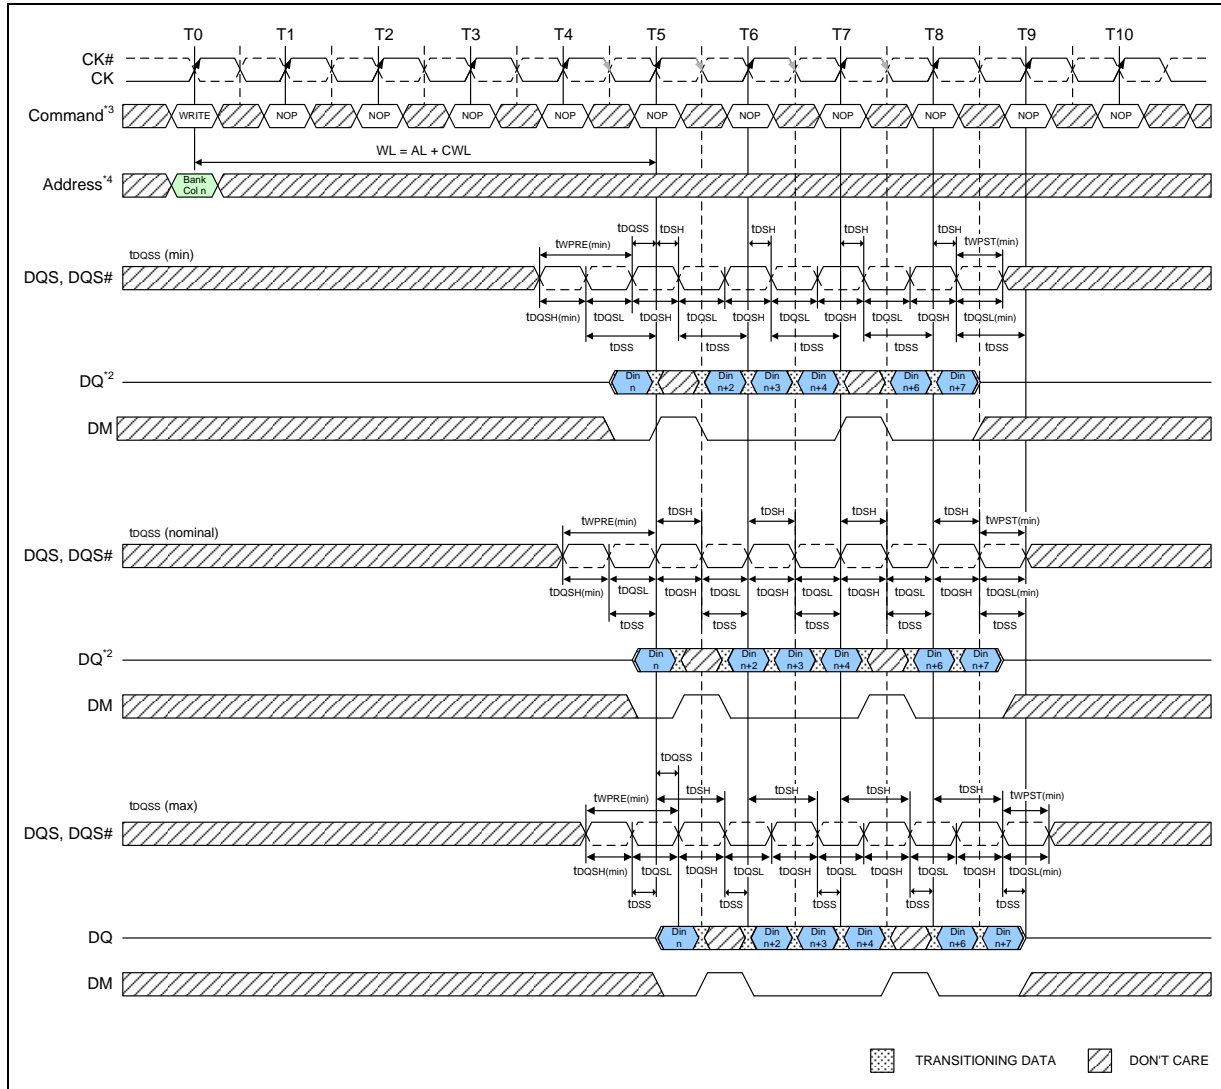 T0 T1 T2 T3 T4 T5 T6 T7 T8 T9 T10
CK#
CK
Command*3 WRITE NOP NOP NOP NOP NOP NOP NOP NOP NOP NOP
WL = AL + CWL
Address*4 Bank Col n
tDQSS tDSH tDSH tDSH tDSH
tDQSS (min) tWPRE(min) tWPST(min)
DQS, DQS#
tDQSH(min) tDQSL tDQSH tDQSL tDQSH tDQSL tDQSH tDQSL tDQSH tDQSL(min)
tDSS tDSS tDSS tDSS tDSS
DQ*2 Din n Din n+2 Din n+3 Din n+4 Din n+6 Din n+7
DM
tDSH tDSH tDSH tDSH
tDQSS (nominal) tWPRE(min) tWPST(min)
DQS, DQS#
tDQSH(min) tDQSL tDQSH tDQSL tDQSH tDQSL tDQSH tDQSL tDQSH tDQSL(min)
tDSS tDSS tDSS tDSS tDSS
DQ*2 Din n Din n+2 Din n+3 Din n+4 Din n+6 Din n+7
DM
tDQSS
tDSH tDSH tDSH tDSH
tDQSS (max) tWPRE(min) tWPST(min)
DQS, DQS#
tDQSH(min) tDQSL tDQSH tDQSL tDQSH tDQSL tDQSH tDQSL tDQSH tDQSL(min)
tDSS tDSS tDSS tDSS tDSS
DQ Din n Din n+2 Din n+3 Din n+4 Din n+6 Din n+7
DM
TRANSITIONING DATA DON'T CARE